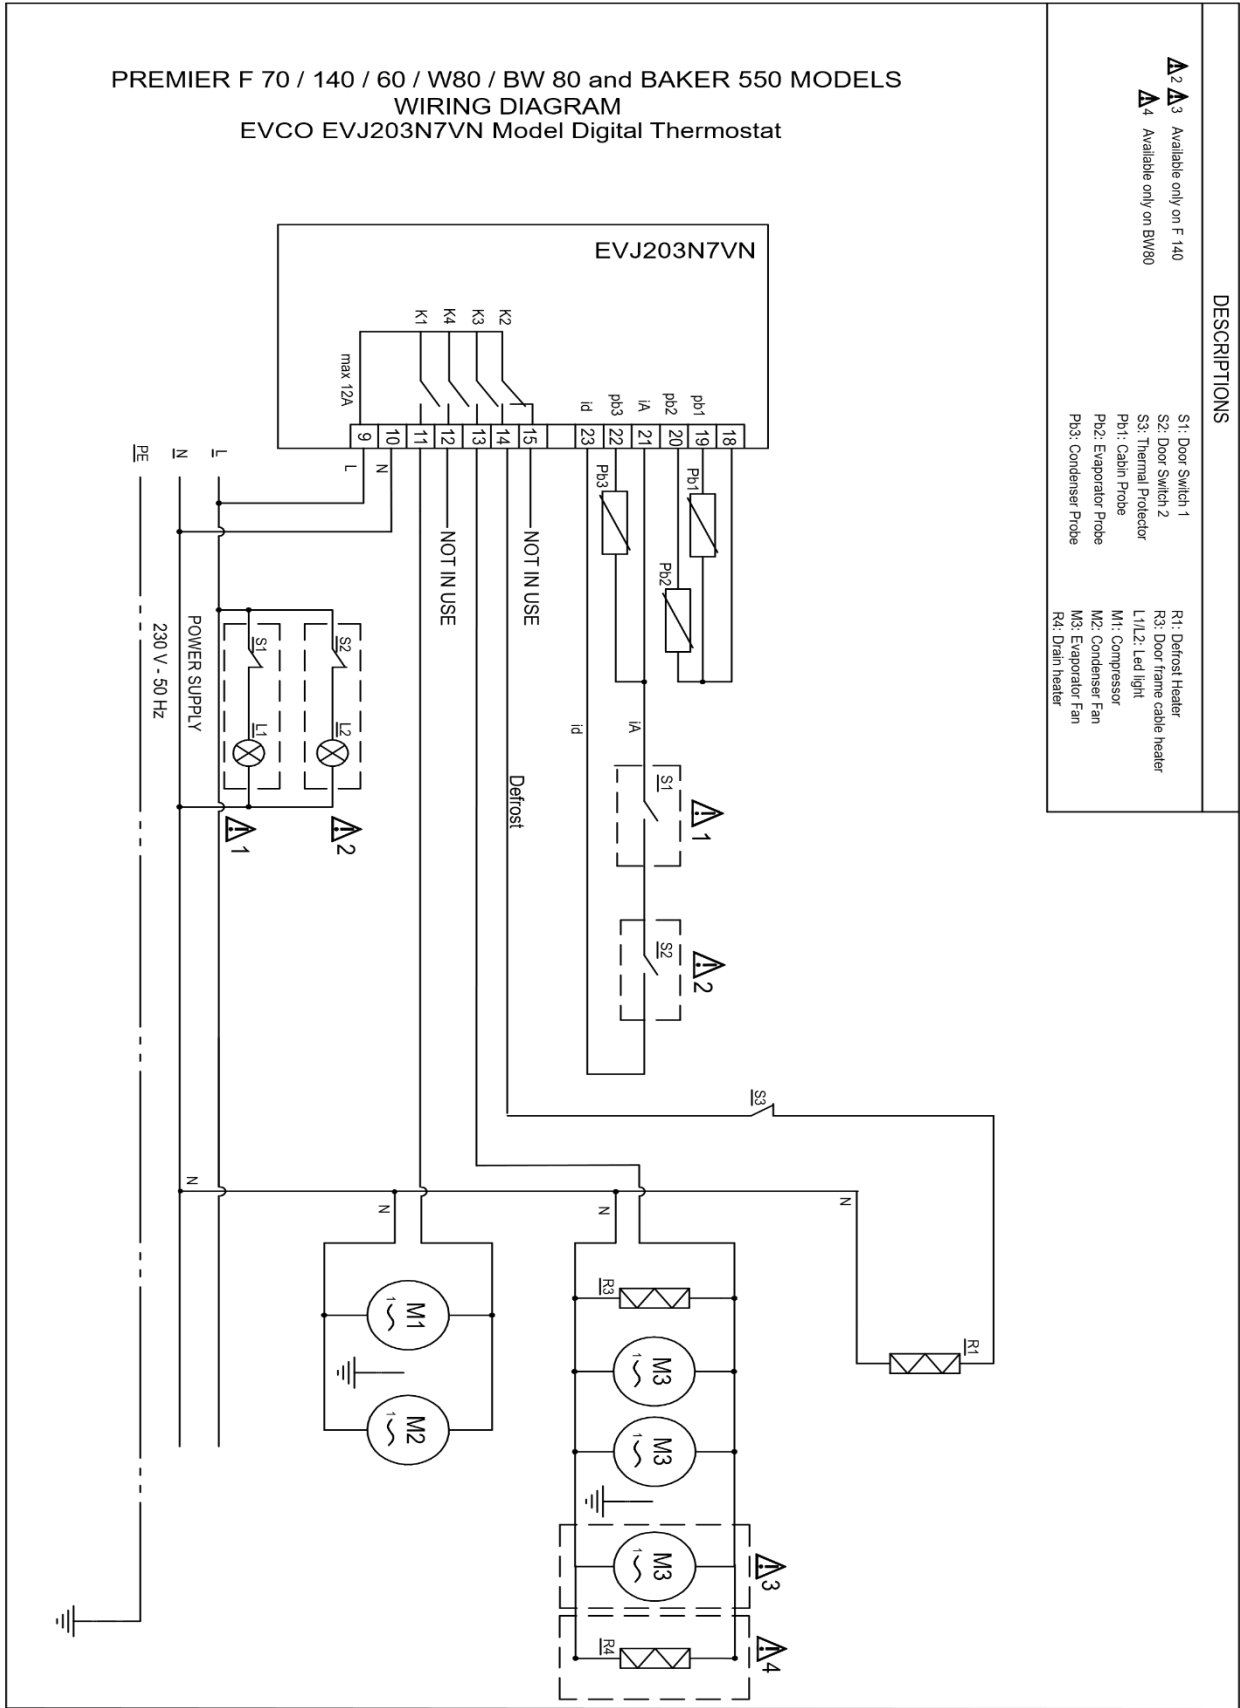 PREMIER F 70 / 140 / 60 / W80 / BW 80 and BAKER 550 MODELS
WIRING DIAGRAM
EVCO EVJ203N7VN Model Digital Thermostat
DESCRIPTIONS
2 3 Available only on F 140
4 Available only on BW80
S1: Door Switch 1
S2: Door Switch 2
S3: Thermal Protector
Pb1: Cabin Probe
Pb2: Evaporator Probe
Pb3: Condenser Probe
R1: Defrost Heater
R3: Door frame cable heater
L1/L2: Led light
M1: Compressor
M2: Condenser Fan
M3: Evaporator Fan
R4: Drain heater
EVJ203N7VN
K1
K4
K3
K2
max 12A
id
pb3
iA
pb2
pb1
9
10
11
12
13
14
15
23
22
21
20
19
18
L
N
NOT IN USE
NOT IN USE
Pb3
Pb2
Pb1
PE
N
L
POWER SUPPLY
230 V - 50 Hz
S1
L1
1
S2
L2
2
id
iA
Defrost
S1
1
S2
2
S3
N
N
N
N
R1
M1
1
M2
1
R3
M3
1
M3
1
M3
1
3
R4
4